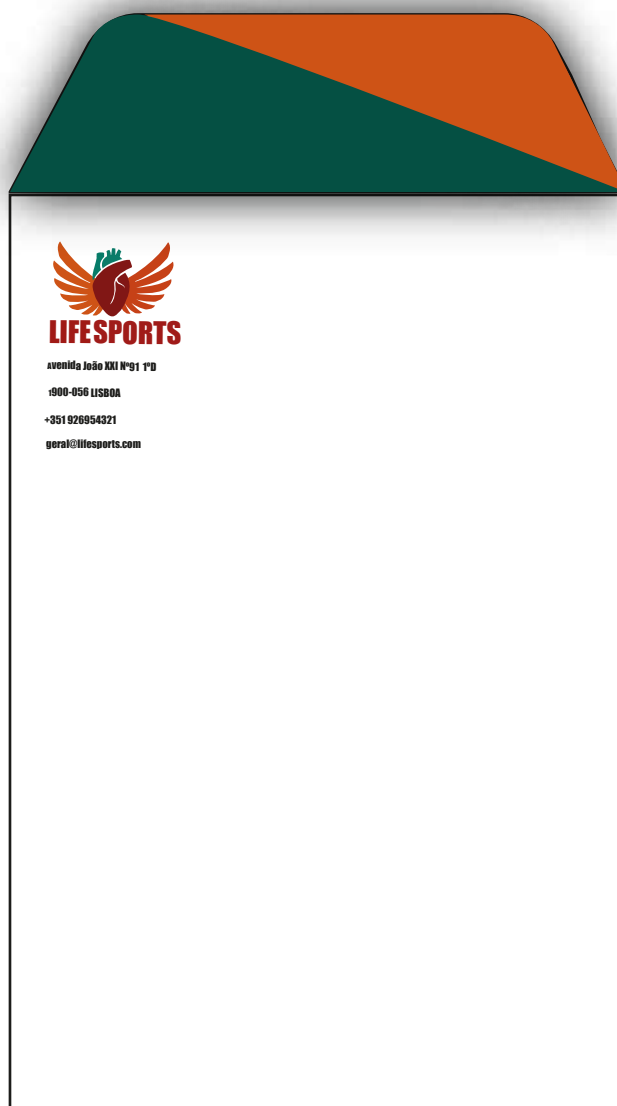 LIFESPORTS
Avenida João XXI Nº91 1ºD
1900-056 LISBOA
+351 926954321
geral@lifesports.com